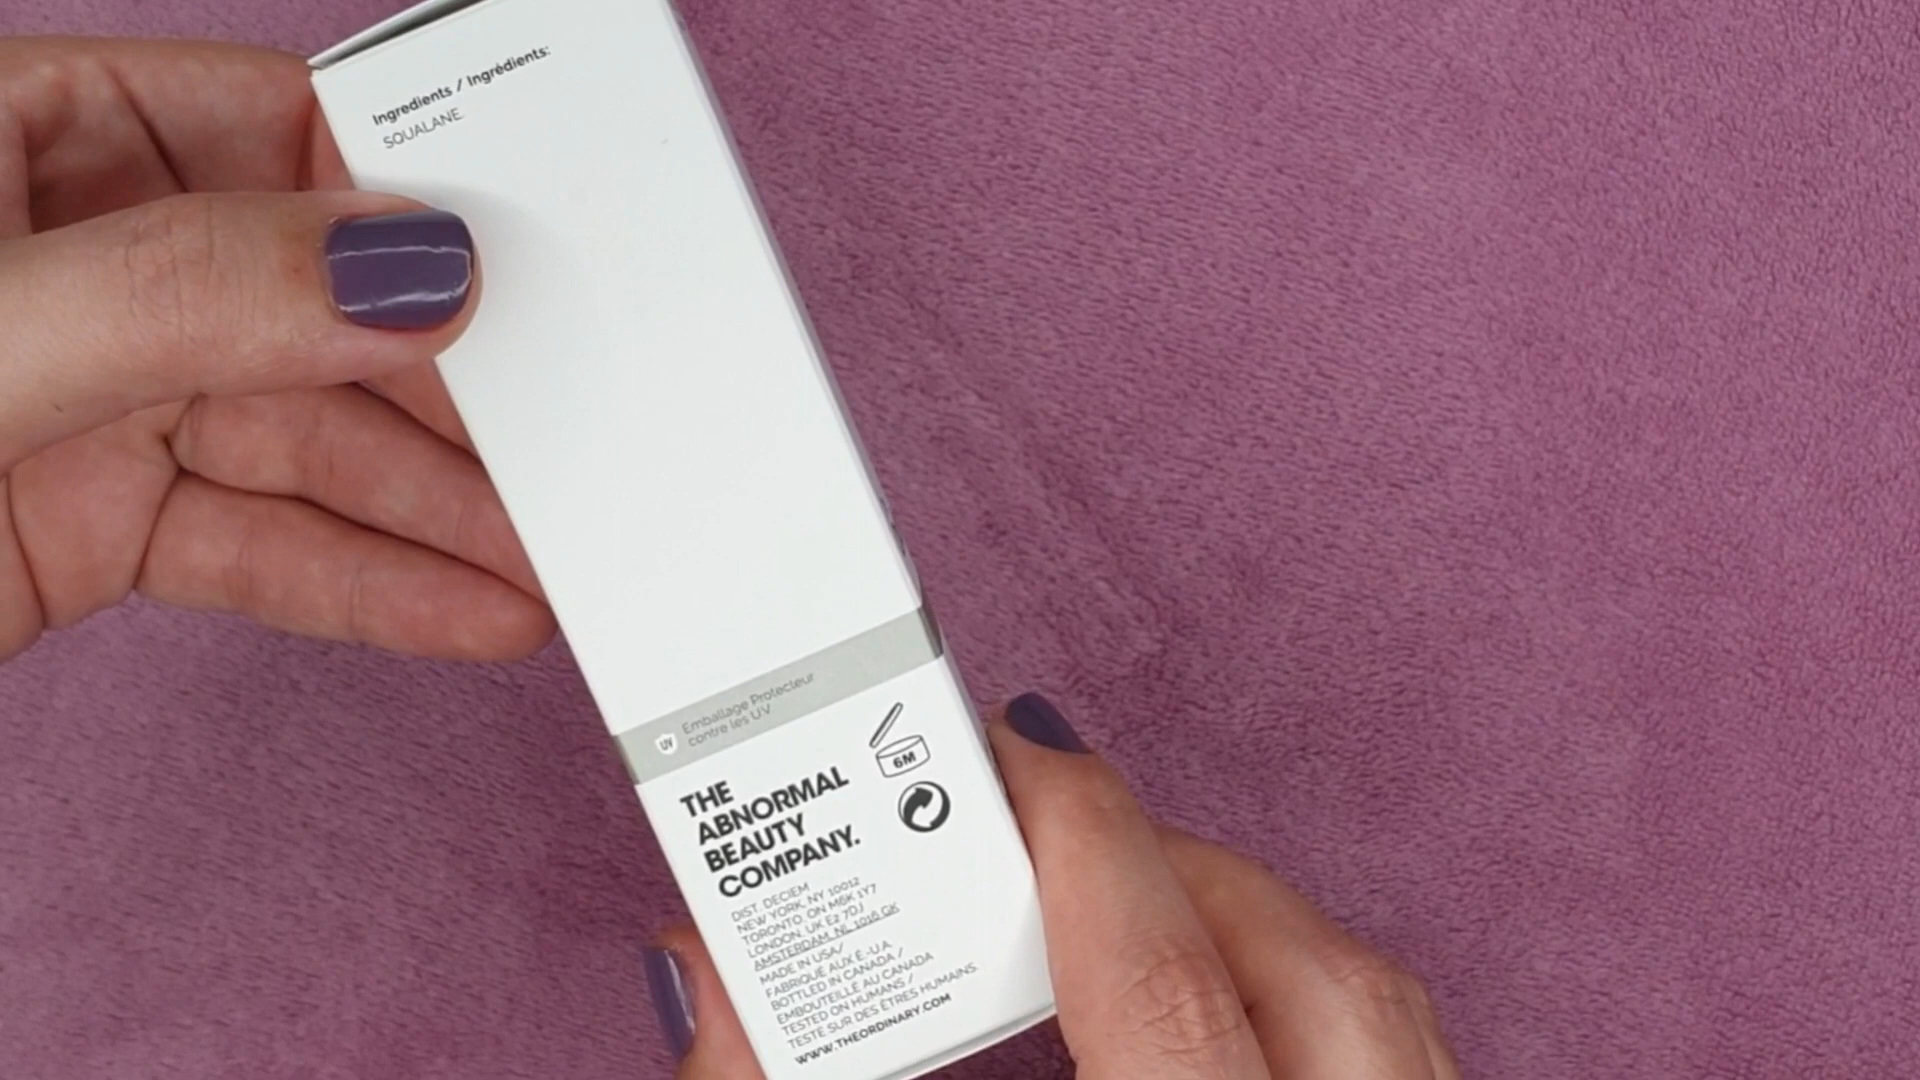 Ingredients / Ingrédients:
SQUALANE.
UV
Emballage Protecteur
contre les UV
6M
THE
ABNORMAL
BEAUTY
COMPANY.
DIST. DECIEM
NEW YORK, NY 10012
TORONTO, ON M6K 1Y7
LONDON, UK E2 7DJ
AMSTERDAM, NL 1016 GK
MADE IN USA/
FABRIQUÉ AUX É.-U.A.
BOTTLED IN CANADA /
EMBOUTEILLÉ AU CANADA
TESTED ON HUMANS /
TESTÉ SUR DES ÊTRES HUMAINS.
WWW.THEORDINARY.COM